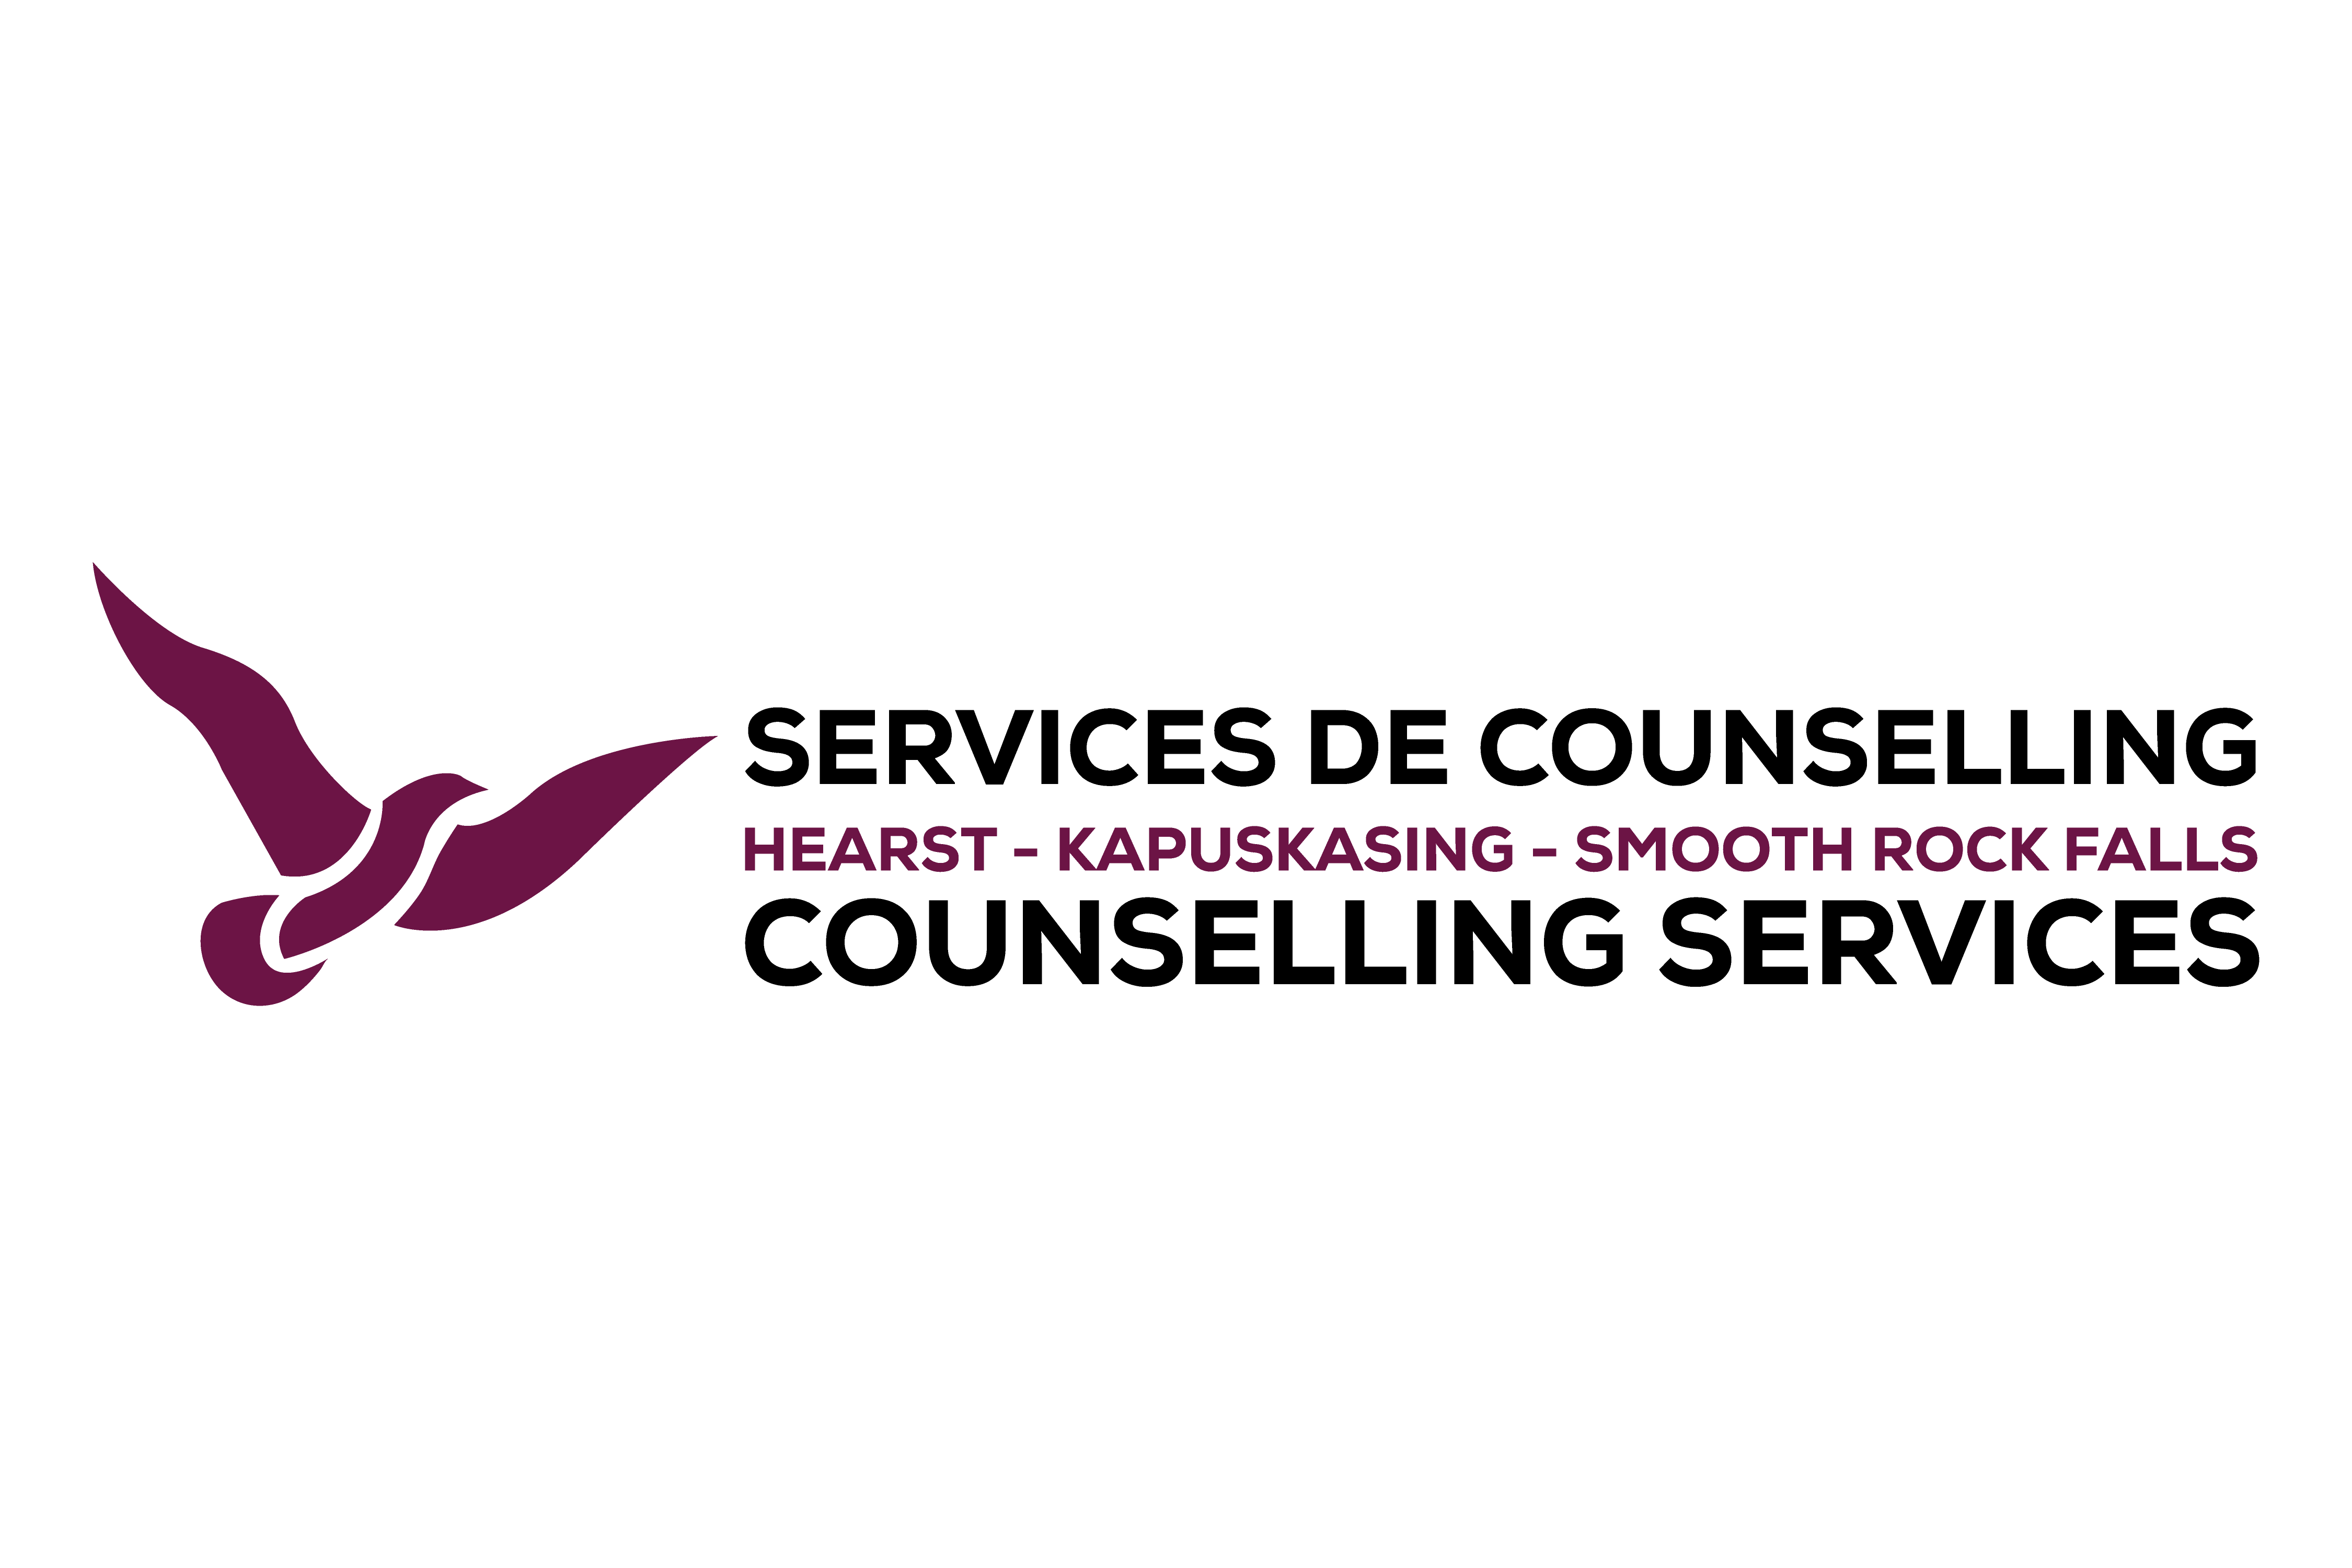 SERVICES DE COUNSELLING
HEARST – KAPUSKASING – SMOOTH ROCK FALLS
COUNSELLING SERVICES